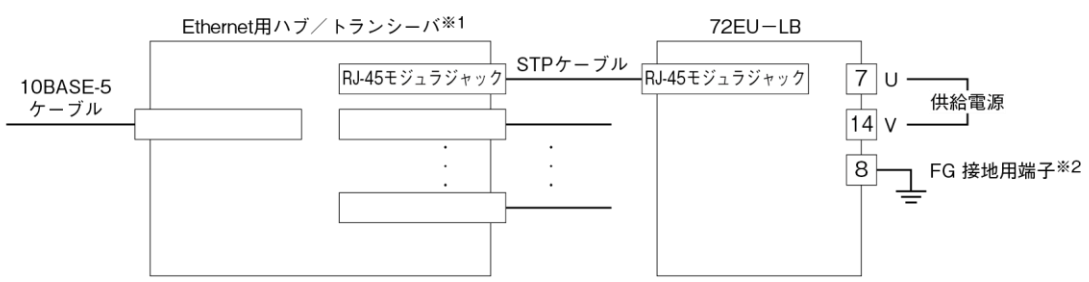 Ethernet用ハブ／トランシーバ※1
72EU－LB
RJ-45モジュラジャック
STPケーブル
RJ-45モジュラジャック
7
U
10BASE-5
ケーブル
供給電源
14
V
8
FG 接地用端子※2